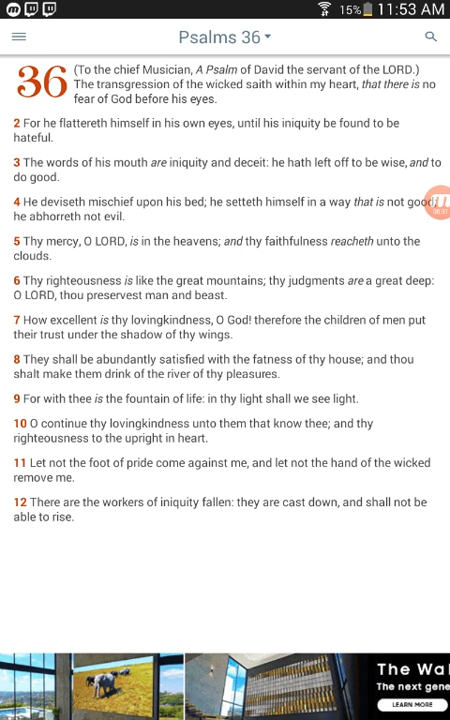 15% 11:53 AM
Psalms 36
36 (To the chief Musician, A Psalm of David the servant of the LORD.)
The transgression of the wicked saith within my heart, that there is no
fear of God before his eyes.
2 For he flattereth himself in his own eyes, until his iniquity be found to be
hateful.
3 The words of his mouth are iniquity and deceit: he hath left off to be wise, and to
do good.
4 He deviseth mischief upon his bed; he setteth himself in a way that is not good;
he abhorreth not evil.
5 Thy mercy, O LORD, is in the heavens; and thy faithfulness reacheth unto the
clouds.
6 Thy righteousness is like the great mountains; thy judgments are a great deep:
O LORD, thou preservest man and beast.
7 How excellent is thy lovingkindness, O God! therefore the children of men put
their trust under the shadow of thy wings.
8 They shall be abundantly satisfied with the fatness of thy house; and thou
shalt make them drink of the river of thy pleasures.
9 For with thee is the fountain of life: in thy light shall we see light.
10 O continue thy lovingkindness unto them that know thee; and thy
righteousness to the upright in heart.
11 Let not the foot of pride come against me, and let not the hand of the wicked
remove me.
12 There are the workers of iniquity fallen: they are cast down, and shall not be
able to rise.
The Wal
The next gene
LEARN MORE